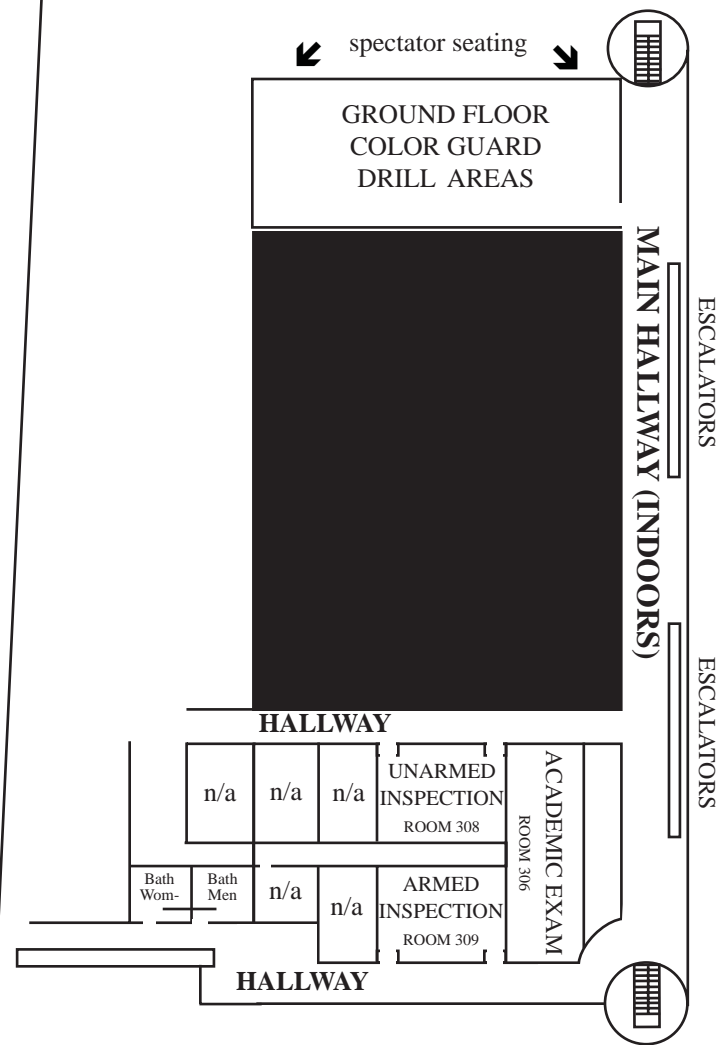 spectator seating
GROUND FLOOR
COLOR GUARD
DRILL AREAS
MAIN HALLWAY (INDOORS)
ESCALATORS
ESCALATORS
HALLWAY
n/a
n/a
n/a
UNARMED
INSPECTION
ROOM 308
ACADEMIC EXAM
ROOM 306
Bath
Wom-
Bath
Men
n/a
n/a
ARMED
INSPECTION
ROOM 309
HALLWAY